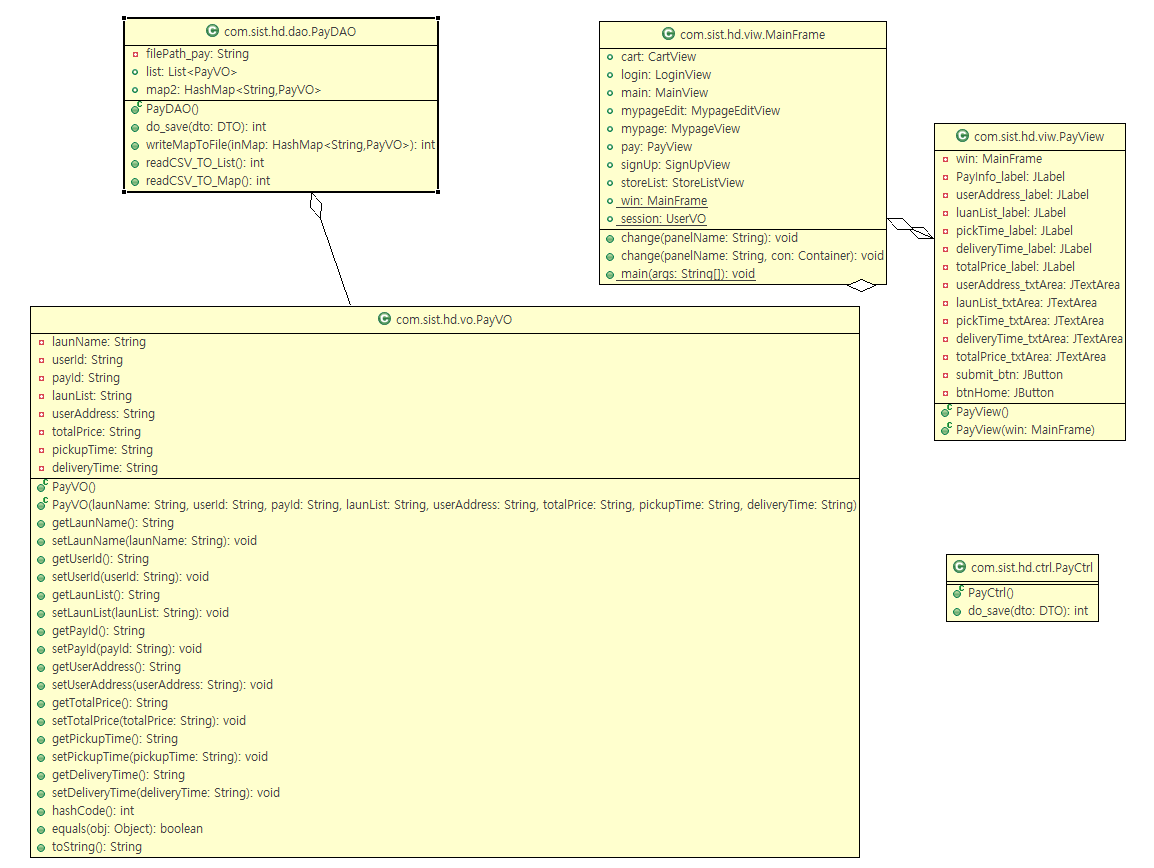 com.sist.hd.dao.PayDAO
filePath_pay: String
list: List<PayVO>
map2: HashMap<String,PayVO>
PayDAO()
do_save(dto: DTO): int
writeMapToFile(inMap: HashMap<String,PayVO>): int
readCSV_TO_List(): int
readCSV_TO_Map(): int
com.sist.hd.viw.MainFrame
cart: CartView
login: LoginView
main: MainView
mypageEdit: MypageEditView
mypage: MypageView
pay: PayView
signUp: SignUpView
storeList: StoreListView
win: MainFrame
session: UserVO
change(panelName: String): void
change(panelName: String, con: Container): void
main(args: String[]): void
com.sist.hd.viw.PayView
win: MainFrame
PayInfo_label: JLabel
userAddress_label: JLabel
luanList_label: JLabel
pickTime_label: JLabel
deliveryTime_label: JLabel
totalPrice_label: JLabel
userAddress_txtArea: JTextArea
launList_txtArea: JTextArea
pickTime_txtArea: JTextArea
deliveryTime_txtArea: JTextArea
totalPrice_txtArea: JTextArea
submit_btn: JButton
btnHome: JButton
PayView()
PayView(win: MainFrame)
com.sist.hd.vo.PayVO
launName: String
userId: String
payId: String
launList: String
userAddress: String
totalPrice: String
pickupTime: String
deliveryTime: String
PayVO()
PayVO(launName: String, userId: String, payId: String, launList: String, userAddress: String, totalPrice: String, pickupTime: String, deliveryTime: String)
getLaunName(): String
setLaunName(launName: String): void
getUserId(): String
setUserId(userId: String): void
getLaunList(): String
setLaunList(launList: String): void
getPayId(): String
setPayId(payId: String): void
getUserAddress(): String
setUserAddress(userAddress: String): void
getTotalPrice(): String
setTotalPrice(totalPrice: String): void
getPickupTime(): String
setPickupTime(pickupTime: String): void
getDeliveryTime(): String
setDeliveryTime(deliveryTime: String): void
hashCode(): int
equals(obj: Object): boolean
toString(): String
com.sist.hd.ctrl.PayCtrl
PayCtrl()
do_save(dto: DTO): int